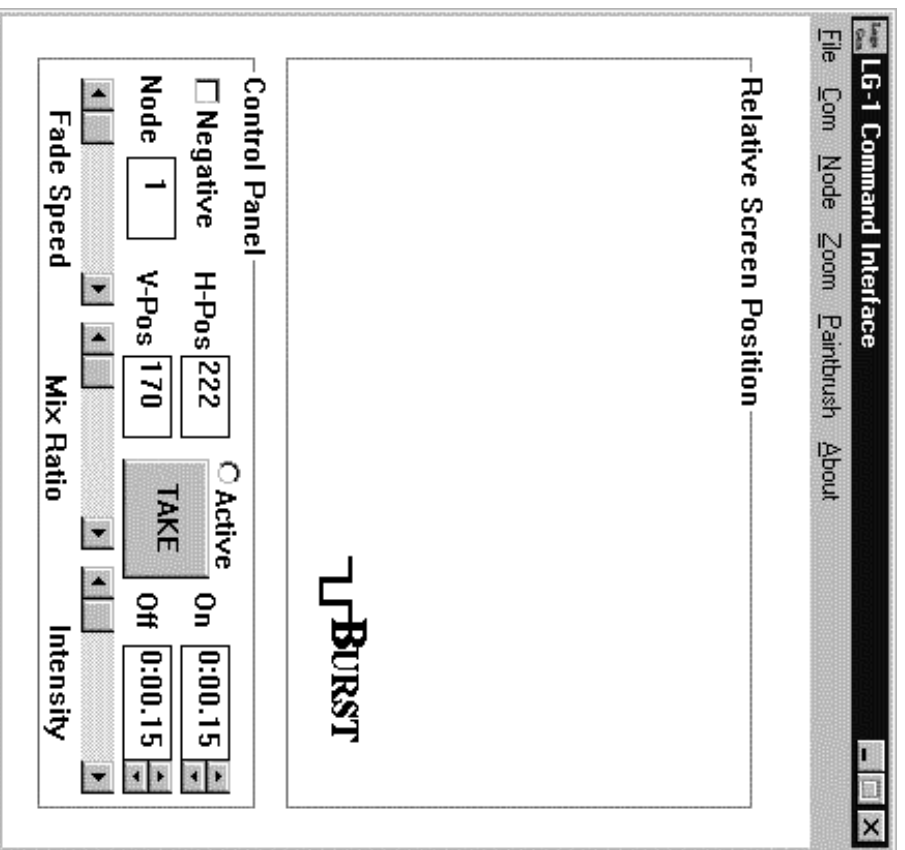 Logo
Gen
LG-1 Command Interface
File Com Node Zoom Paintbrush About
Relative Screen Position
BURST
Control Panel
Negative H-Pos 222 Active On 0:00.15
Node 1 V-Pos 170 TAKE Off 0:00.15
Fade Speed Mix Ratio Intensity